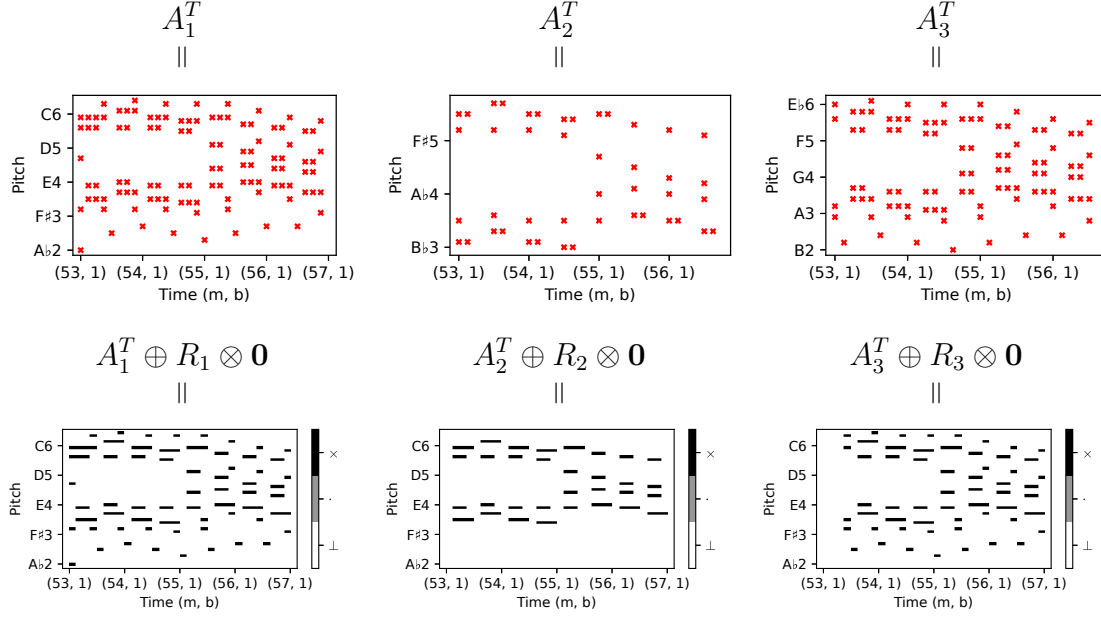 A_1^T
||
Pitch
C6
D5
E4
F♯3
A♭2
(53, 1) (54, 1) (55, 1) (56, 1) (57, 1)
Time (m, b)
A_2^T
||
Pitch
F♯5
A♭4
B♭3
(53, 1) (54, 1) (55, 1) (56, 1)
Time (m, b)
A_3^T
||
Pitch
E♭6
F5
G4
A3
B2
(53, 1) (54, 1) (55, 1) (56, 1)
Time (m, b)
A_1^T ⊕ R_1 ⊗ 0
||
Pitch
C6
D5
E4
F♯3
A♭2
(53, 1) (54, 1) (55, 1) (56, 1) (57, 1)
Time (m, b)
×
·
⊥
A_2^T ⊕ R_2 ⊗ 0
||
Pitch
C6
D5
E4
F♯3
A♭2
(53, 1) (54, 1) (55, 1) (56, 1) (57, 1)
Time (m, b)
×
·
⊥
A_3^T ⊕ R_3 ⊗ 0
||
Pitch
C6
D5
E4
F♯3
A♭2
(53, 1) (54, 1) (55, 1) (56, 1) (57, 1)
Time (m, b)
×
·
⊥